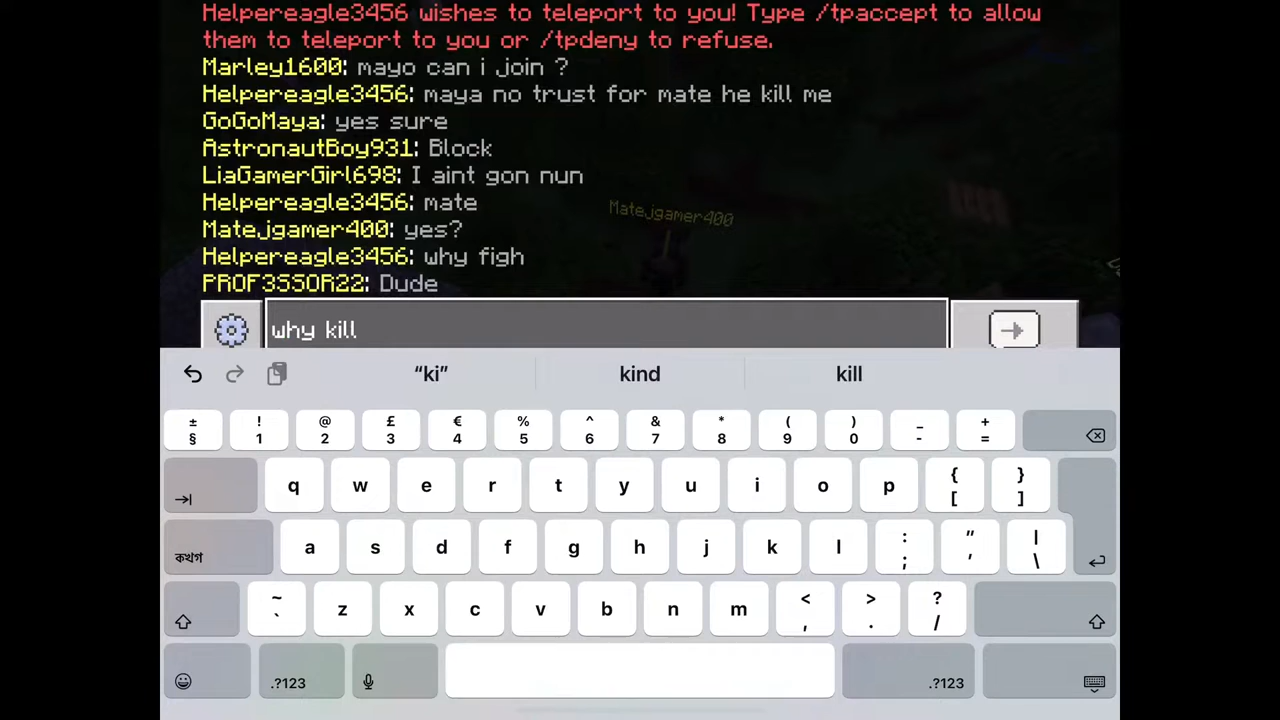 Helpereagle3456 wishes to teleport to you! Type /tpaccept to allow
them to teleport to you or /tpdeny to refuse.
Marley1600: mayo can i join ?
Helpereagle3456: maya no trust for mate he kill me
GoGoMaya: yes sure
AstronautBoy931: Block
LiaGamerGirl698: I aint gon nun
Helpereagle3456: mate
Matejgamer400
Matejgamer400: yes?
Helpereagle3456: why figh
PR0F3SS0R22: Dude
why kill
“ki” kind kill
± ! @ £ € % ^ & * ( ) _ +
§ 1 2 3 4 5 6 7 8 9 0 - =
q w e r t y u i o p { }
[ ]
কখগ a s d f g h j k l : " |
; ' \
~ z x c v b n m < > ?
` , . /
.?123 .?123